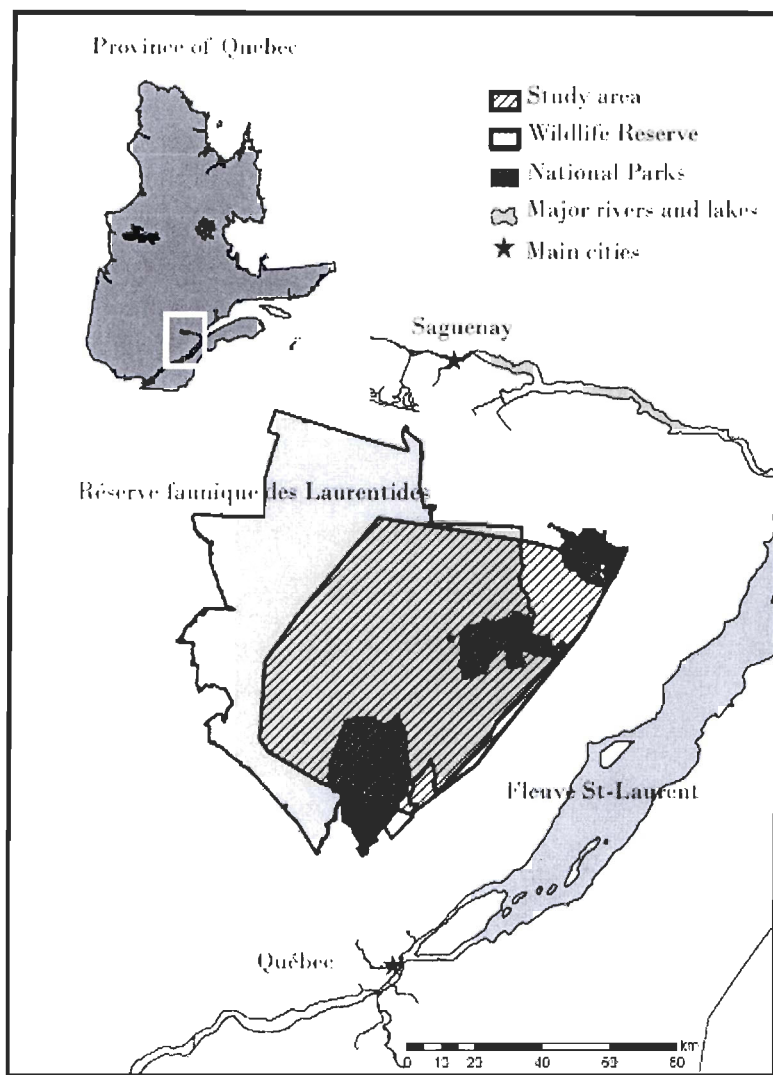 Province of Quebec
Study area
Wildlife Reserve
National Parks
Major rivers and lakes
Main cities
Saguenay
Réserve faunique des Laurentides
Fleuve St-Laurent
Québec
km
0 10 20 40 60 80